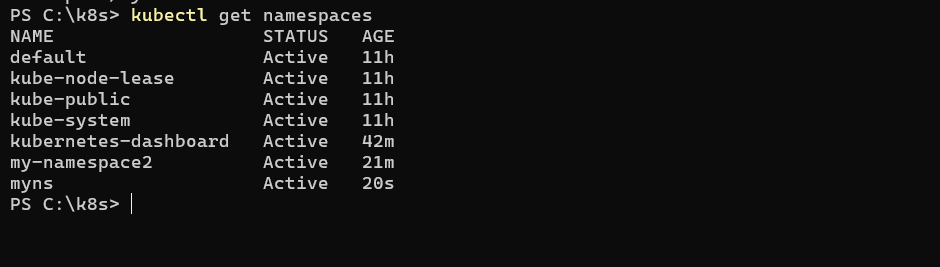 PS C:\k8s> kubectl get namespaces
NAME                   STATUS   AGE
default                Active   11h
kube-node-lease        Active   11h
kube-public            Active   11h
kube-system            Active   11h
kubernetes-dashboard   Active   42m
my-namespace2          Active   21m
myns                   Active   20s
PS C:\k8s>